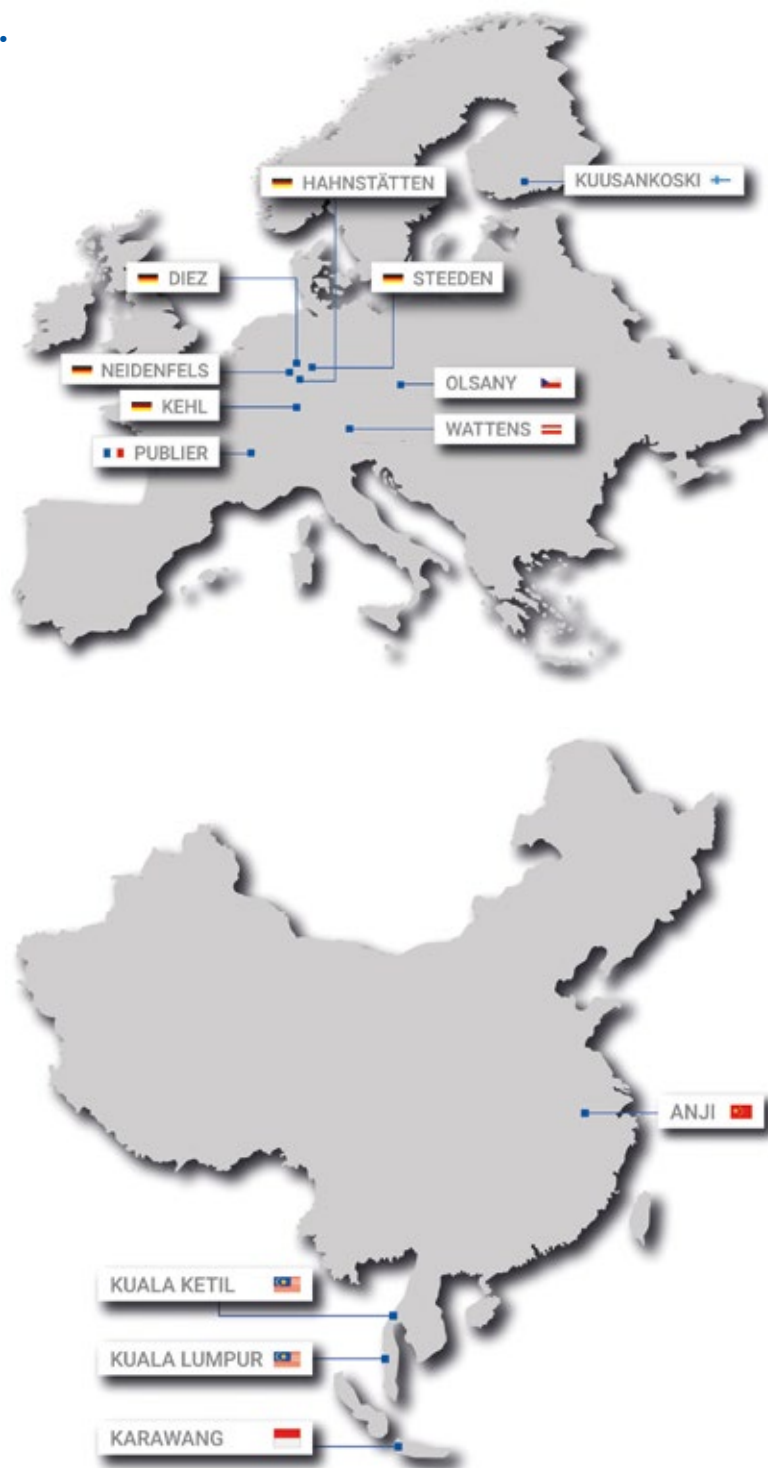 HAHNSTÄTTEN
KUUSANKOSKI
DIEZ
STEEDEN
NEIDENFELS
OLSANY
KEHL
WATTENS
PUBLIER
ANJI
KUALA KETIL
KUALA LUMPUR
KARAWANG